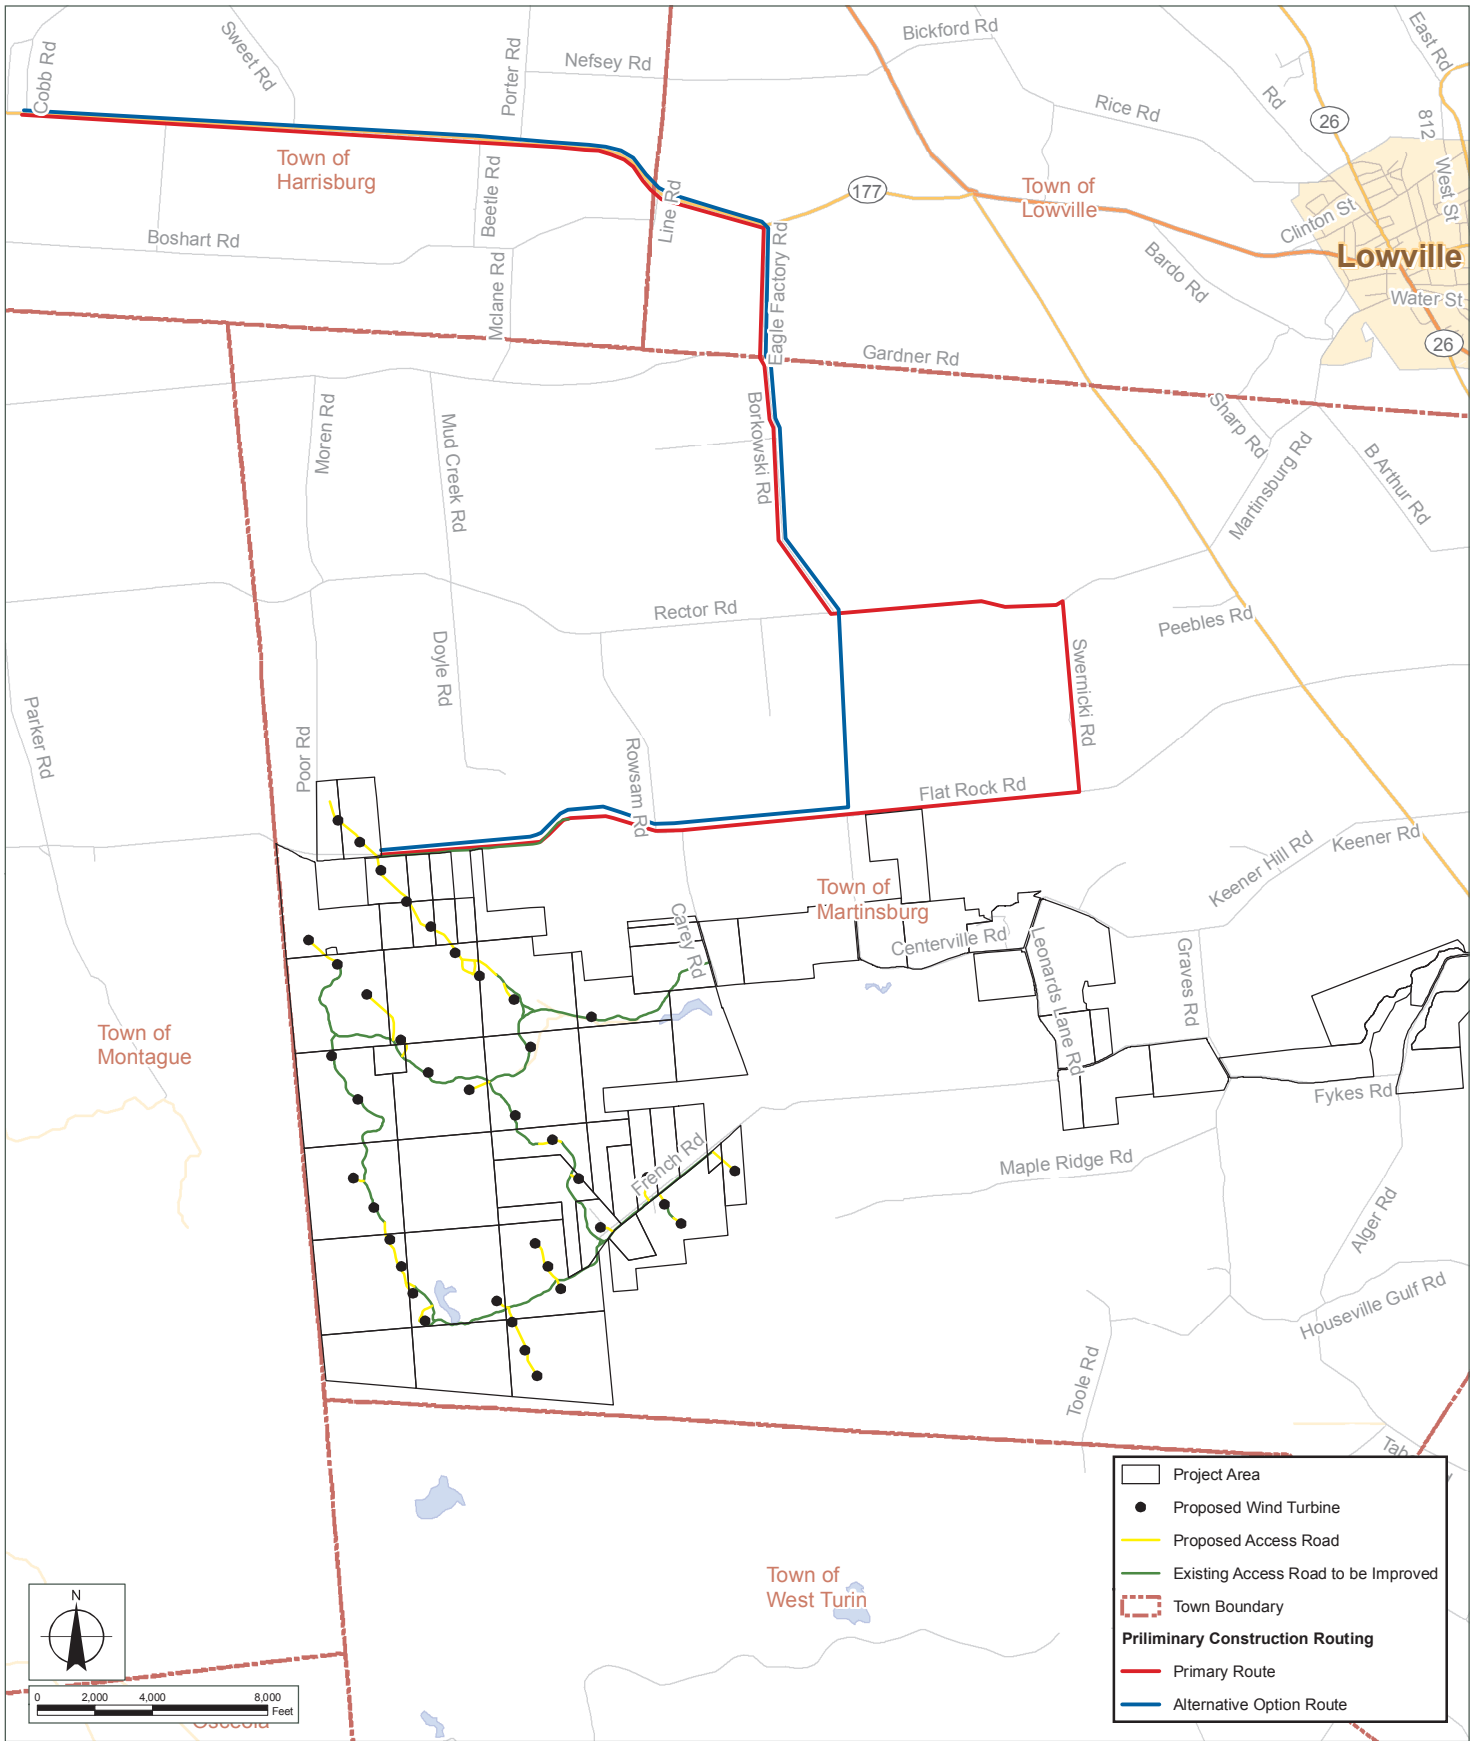 Cobb Rd
Sweet Rd
Porter Rd
Nefsey Rd
Bickford Rd
East Rd
Rice Rd
Rd
26
812
West St
Town of
Harrisburg
Beetle Rd
Line Rd
177
Town of
Lowville
Clinton St
Lowville
Boshart Rd
Mclane Rd
Eagle Factory Rd
Bardo Rd
Water St
26
Gardner Rd
Moren Rd
Mud Creek Rd
Borkowski Rd
Sharp Rd
Martinsburg Rd
B Arthur Rd
Rector Rd
Peebles Rd
Doyle Rd
Swernicki Rd
Parker Rd
Poor Rd
Rowsam Rd
Flat Rock Rd
Keener Hill Rd
Keener Rd
Town of
Martinsburg
Carey Rd
Centerville Rd
Leonards Lane Rd
Graves Rd
Town of
Montague
Fykes Rd
French Rd
Maple Ridge Rd
Alger Rd
Houseville Gulf Rd
Toole Rd
Tab
Town of
West Turin
Osceola
N
0 2,000 4,000 8,000
Feet
Project Area
Proposed Wind Turbine
Proposed Access Road
Existing Access Road to be Improved
Town Boundary
Priliminary Construction Routing
Primary Route
Alternative Option Route